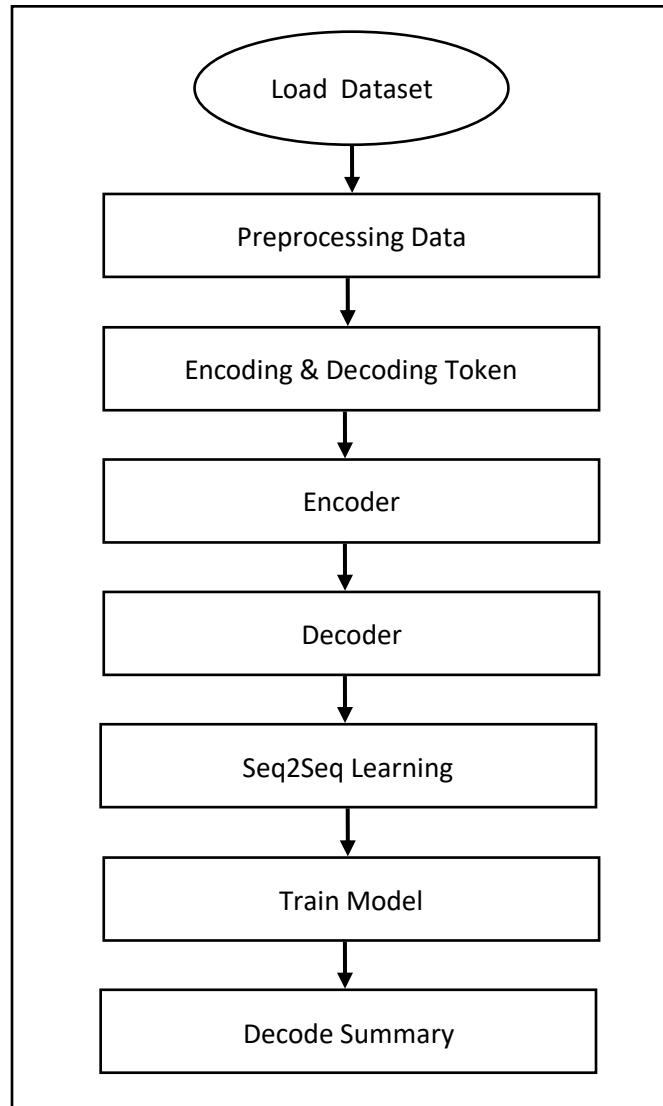 Load Dataset
Preprocessing Data
Encoding & Decoding Token
Encoder
Decoder
Seq2Seq Learning
Train Model
Decode Summary